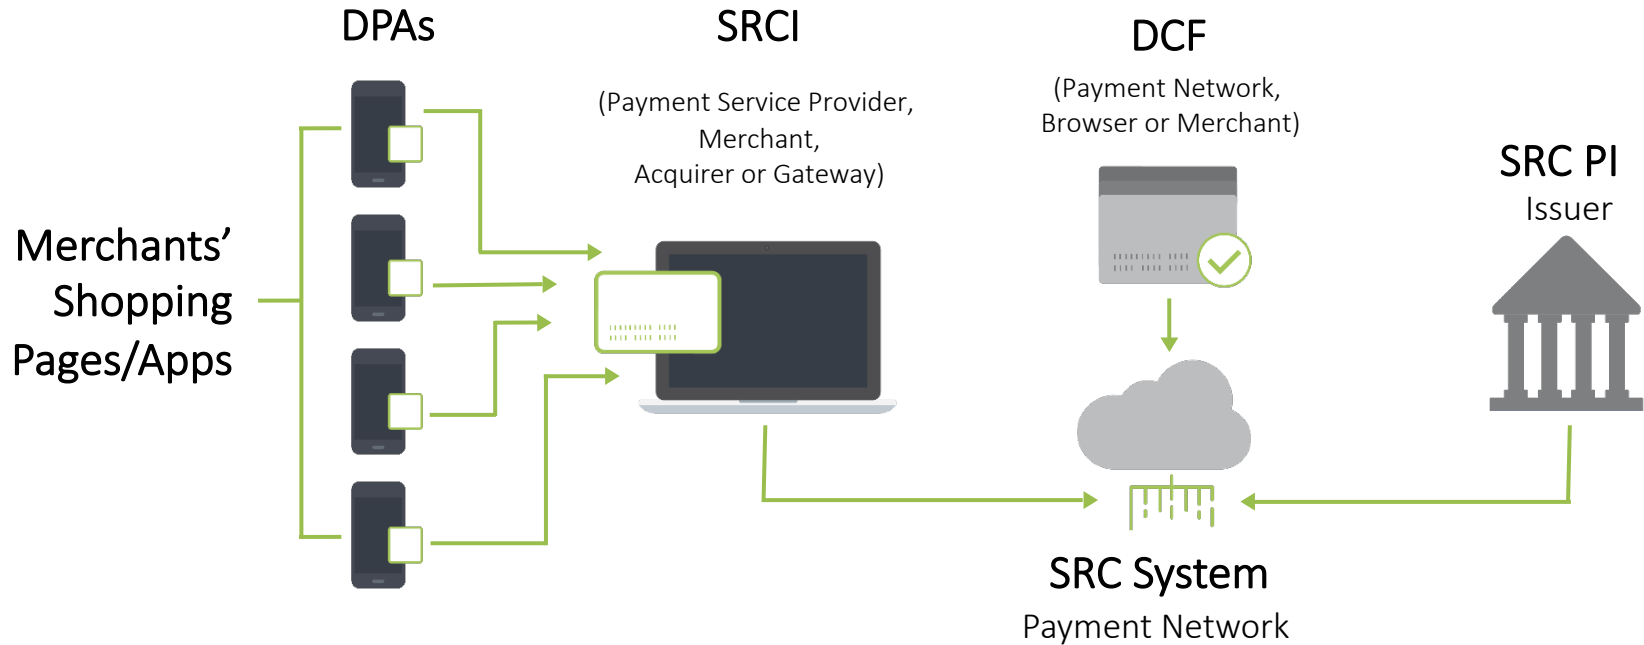 DPAs
SRCI
(Payment Service Provider,
Merchant,
Acquirer or Gateway)
DCF
(Payment Network,
Browser or Merchant)
SRC PI
Issuer
Merchants’
Shopping
Pages/Apps
SRC System
Payment Network